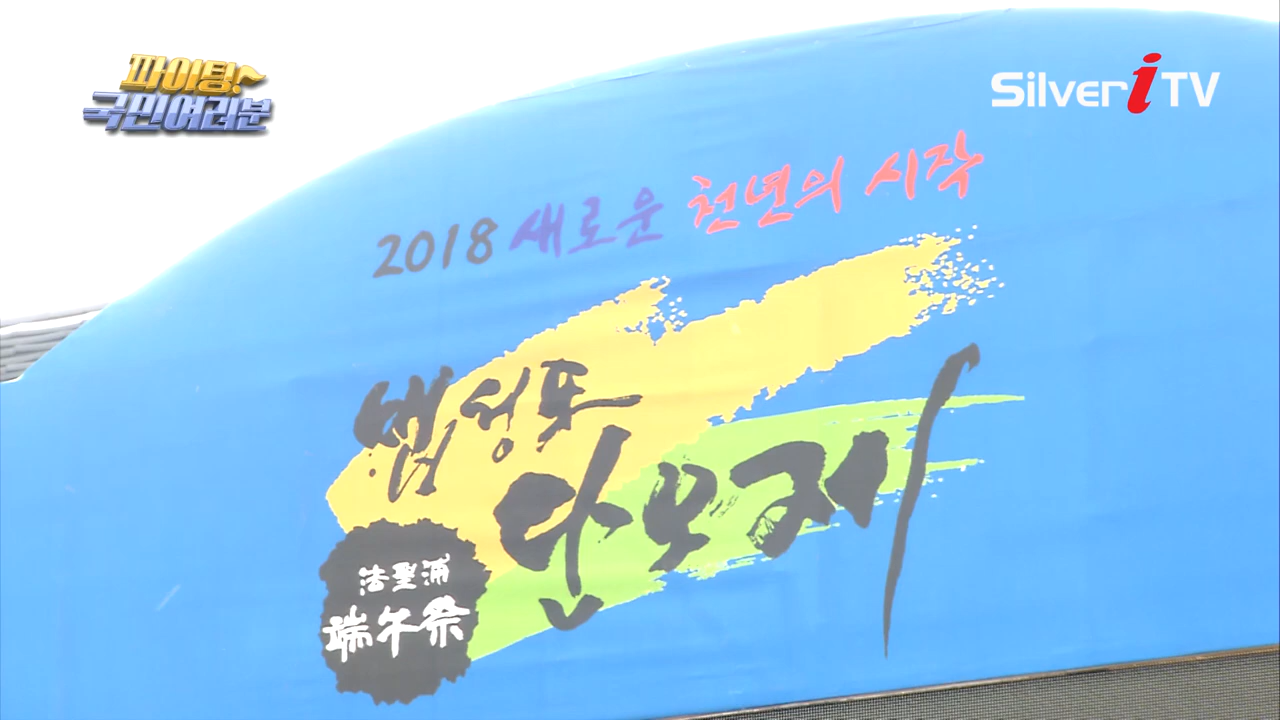 파이팅!
국민여러분
Silver i TV
2018 새로운 천년의 시작
법성포
단오제
法聖浦
端午祭